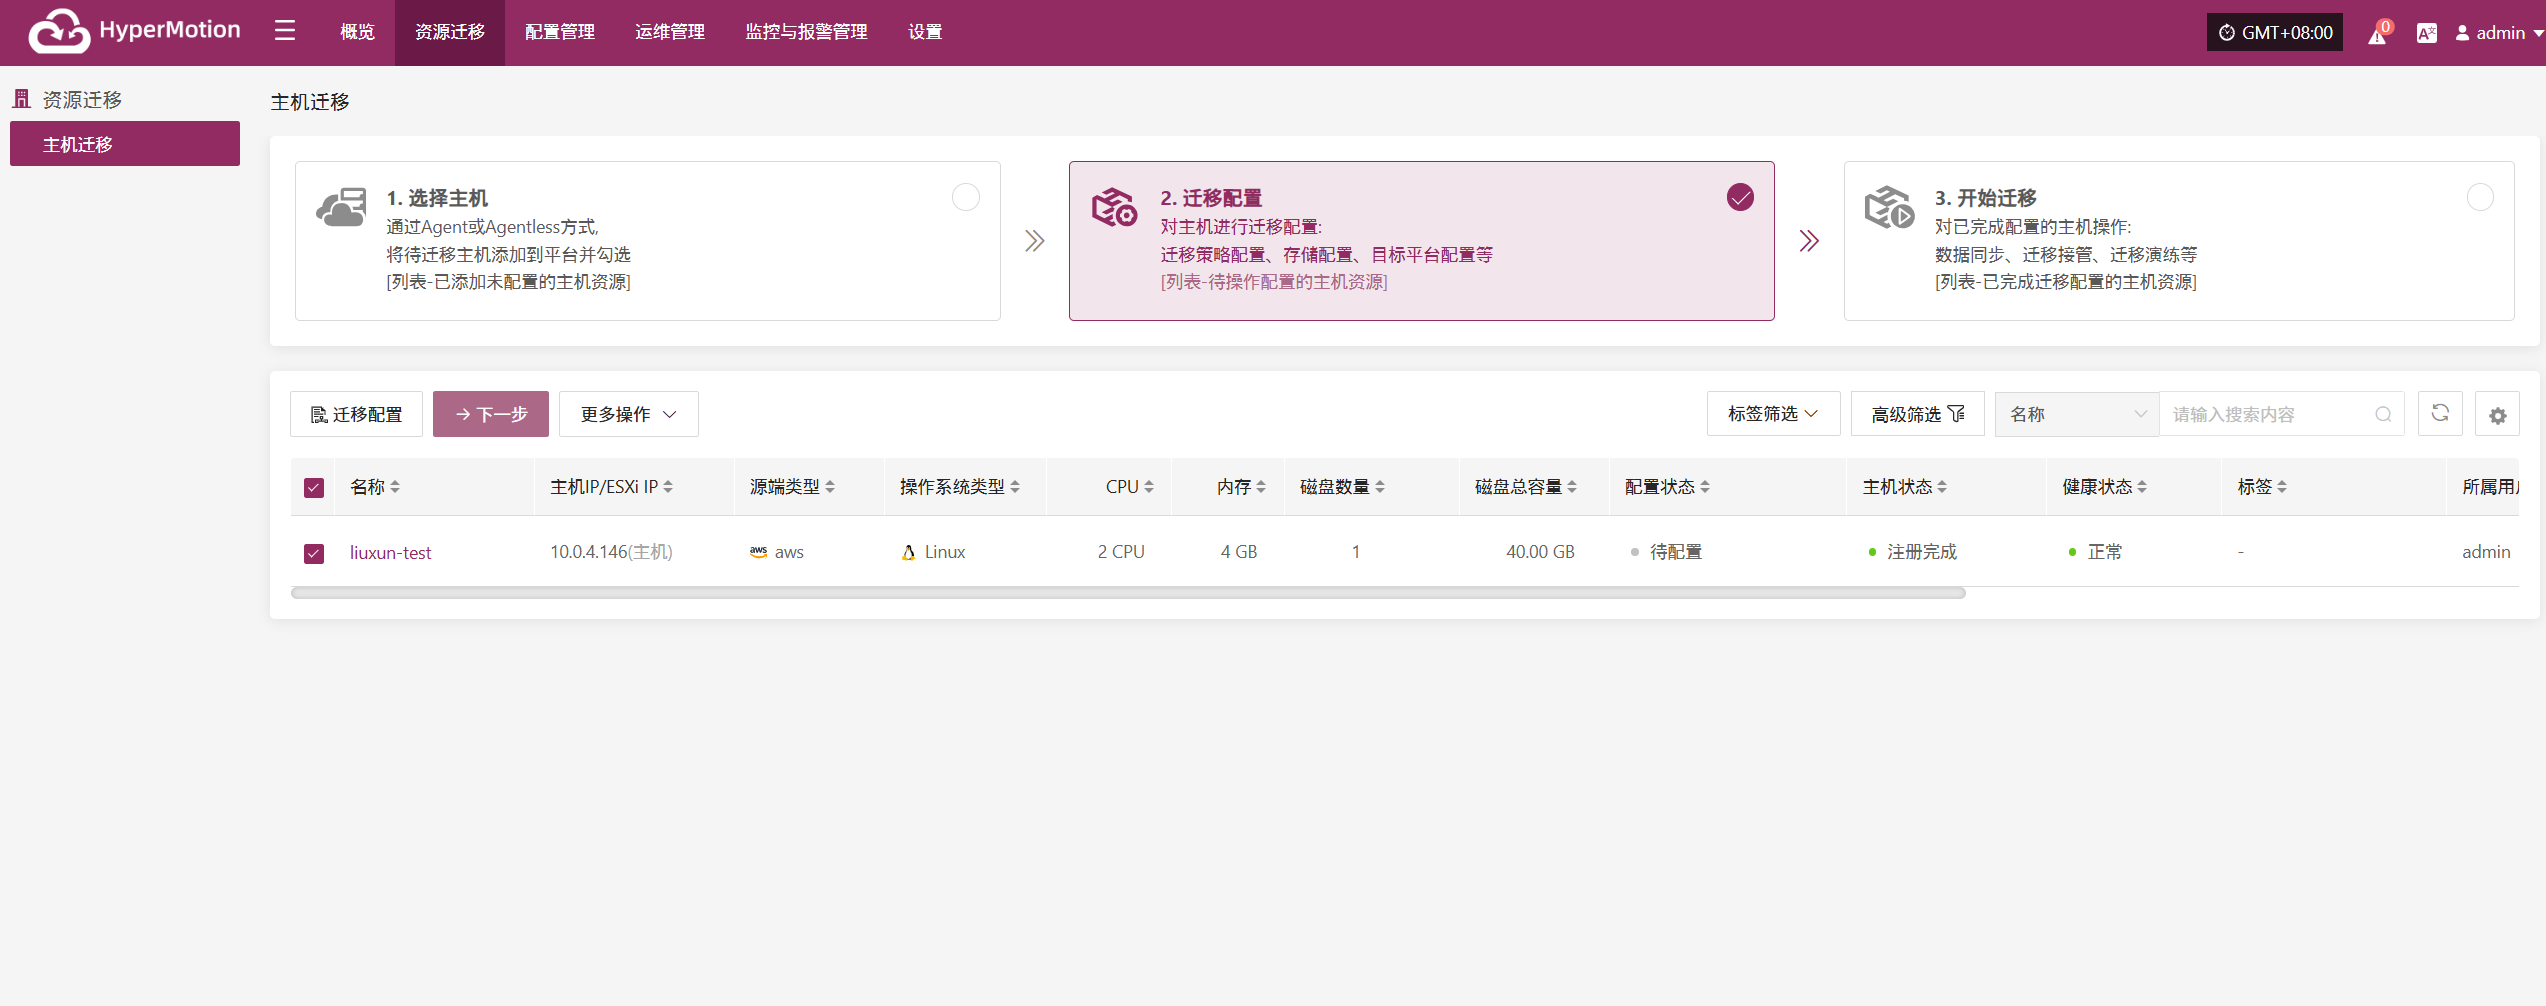 HyperMotion
概览
资源迁移
配置管理
运维管理
监控与报警管理
设置
GMT+08:00
0
admin
资源迁移
主机迁移
主机迁移
1. 选择主机
通过Agent或Agentless方式,
将待迁移主机添加到平台并勾选
[列表-已添加未配置的主机资源]
2. 迁移配置
对主机进行迁移配置:
迁移策略配置、存储配置、目标平台配置等
[列表-待操作配置的主机资源]
3. 开始迁移
对已完成配置的主机操作:
数据同步、迁移接管、迁移演练等
[列表-已完成迁移配置的主机资源]
迁移配置
下一步
更多操作
标签筛选
高级筛选
名称
请输入搜索内容
名称 主机IP/ESXi IP 源端类型 操作系统类型 CPU 内存 磁盘数量 磁盘总容量 配置状态 主机状态 健康状态 标签 所属用
liuxun-test 10.0.4.146(主机) aws aws Linux 2 CPU 4 GB 1 40.00 GB 待配置 注册完成 正常 - admin